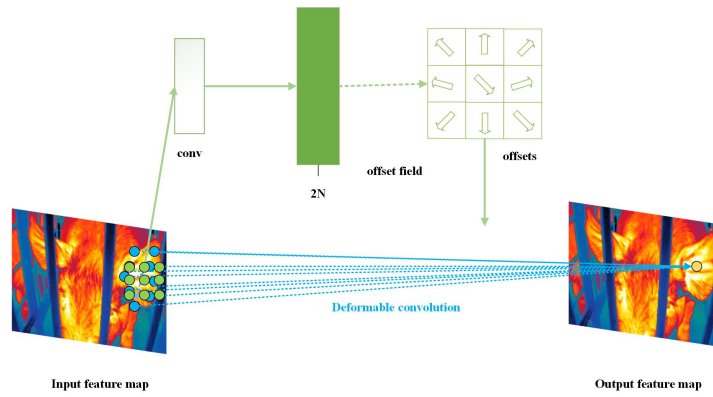 conv
offset field
offsets
2N
Deformable convolution
Input feature map
Output feature map